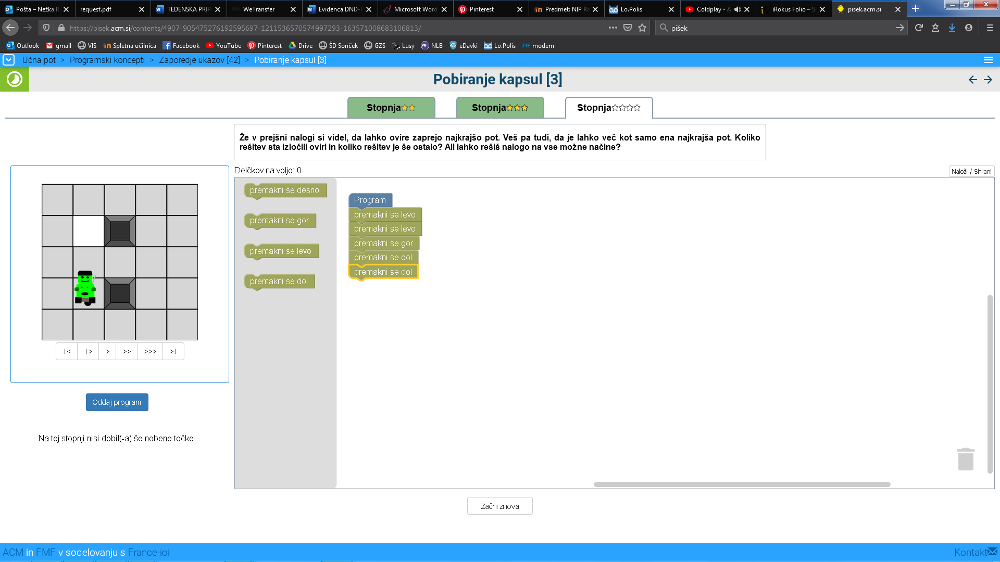 Pošta – Nežka R
request.pdf
TEDENSKA PRIP
WeTransfer
Evidenca DND-F
Microsoft Word
Pinterest
Predmet: NIP Ra
Lo.Polis
Coldplay - A
iRokus Folio – S
pisek.acm.si
https://pisek.acm.si/contents/4907-905475276192595697-1211536570574997293-163571008683106813/
pišek
Outlook
gmail
VIS
Spletna učilnica
Facebook
YouTube
Pinterest
Drive
ŠD Sonček
GZS
Lusy
NLB
eDavki
Lo.Polis
ZTE modem
Učna pot > Programski koncepti > Zaporedje ukazov [42] > Pobiranje kapsul [3]
Pobiranje kapsul [3]
Stopnja
Stopnja
Stopnja
Že v prejšni nalogi si videl, da lahko ovire zaprejo najkrajšo pot. Veš pa tudi, da je lahko več kot samo ena najkrajša pot. Koliko
rešitev sta izločili oviri in koliko rešitev je še ostalo? Ali lahko rešiš nalogo na vse možne načine?
Delčkov na voljo: 0
Naloži / Shrani
premakni se desno
premakni se gor
premakni se levo
premakni se dol
Program
premakni se levo
premakni se levo
premakni se gor
premakni se dol
premakni se dol
|< |> > >> >>> >|
Oddaj program
Na tej stopnji nisi dobil(-a) še nobene točke.
Začni znova
ACM in FMF v sodelovanju s France-ioi
Kontakt